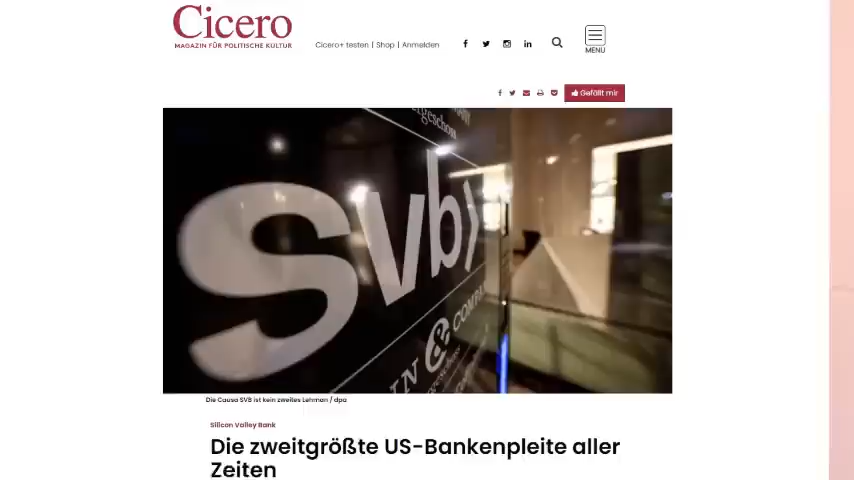 Cicero
MAGAZIN FÜR POLITISCHE KULTUR
Cicero+ testen | Shop | Anmelden
MENU
Gefällt mir
svb)
&
Die Causa SVB ist kein zweites Lehman / dpa
Silicon Valley Bank
Die zweitgrößte US-Bankenpleite aller
Zeiten